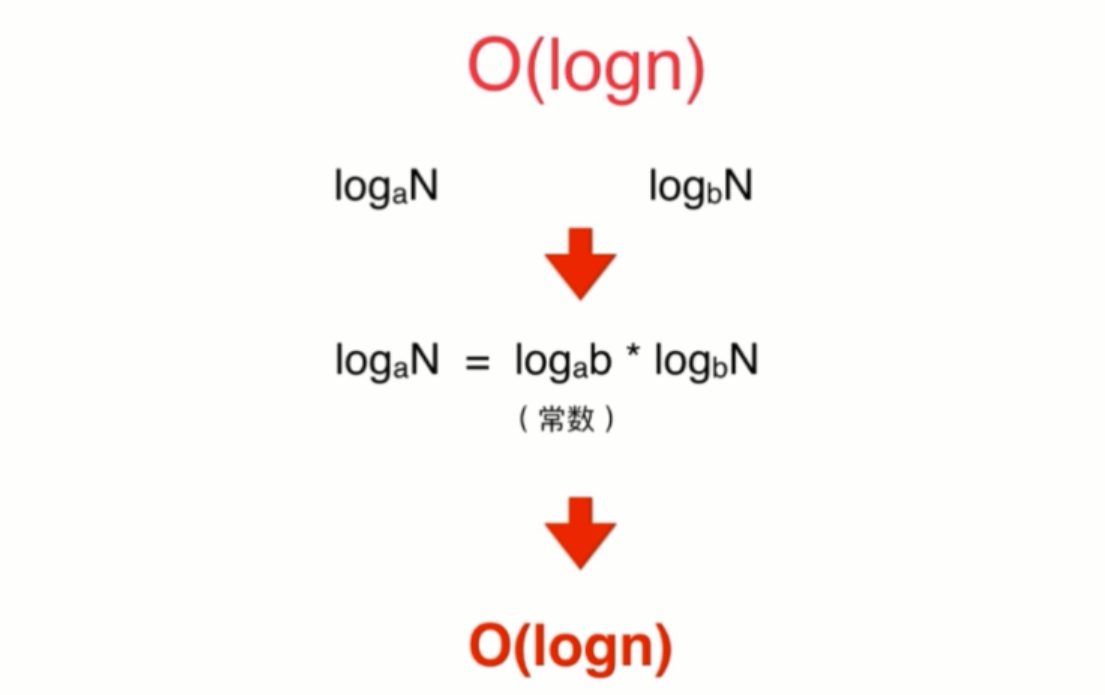 O(logn)
logaN logbN
logaN = logab * logbN
（常数）
O(logn)